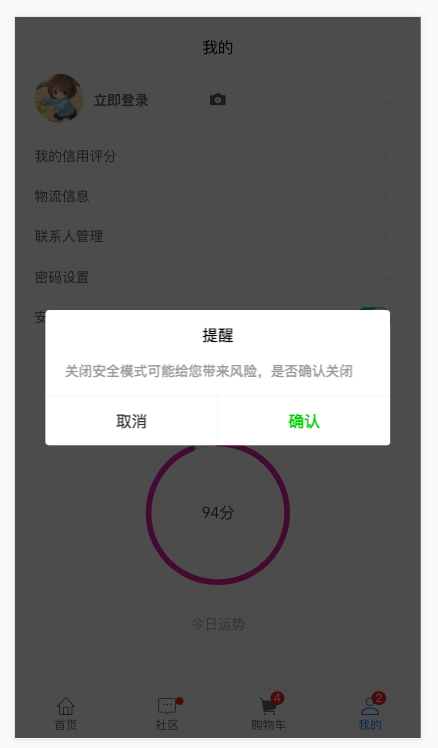 我的
立即登录
我的信用评分
物流信息
联系人管理
密码设置
安
提醒
关闭安全模式可能给您带来风险，是否确认关闭
取消
确认
94分
今日运势
4
2
首页
社区
购物车
我的